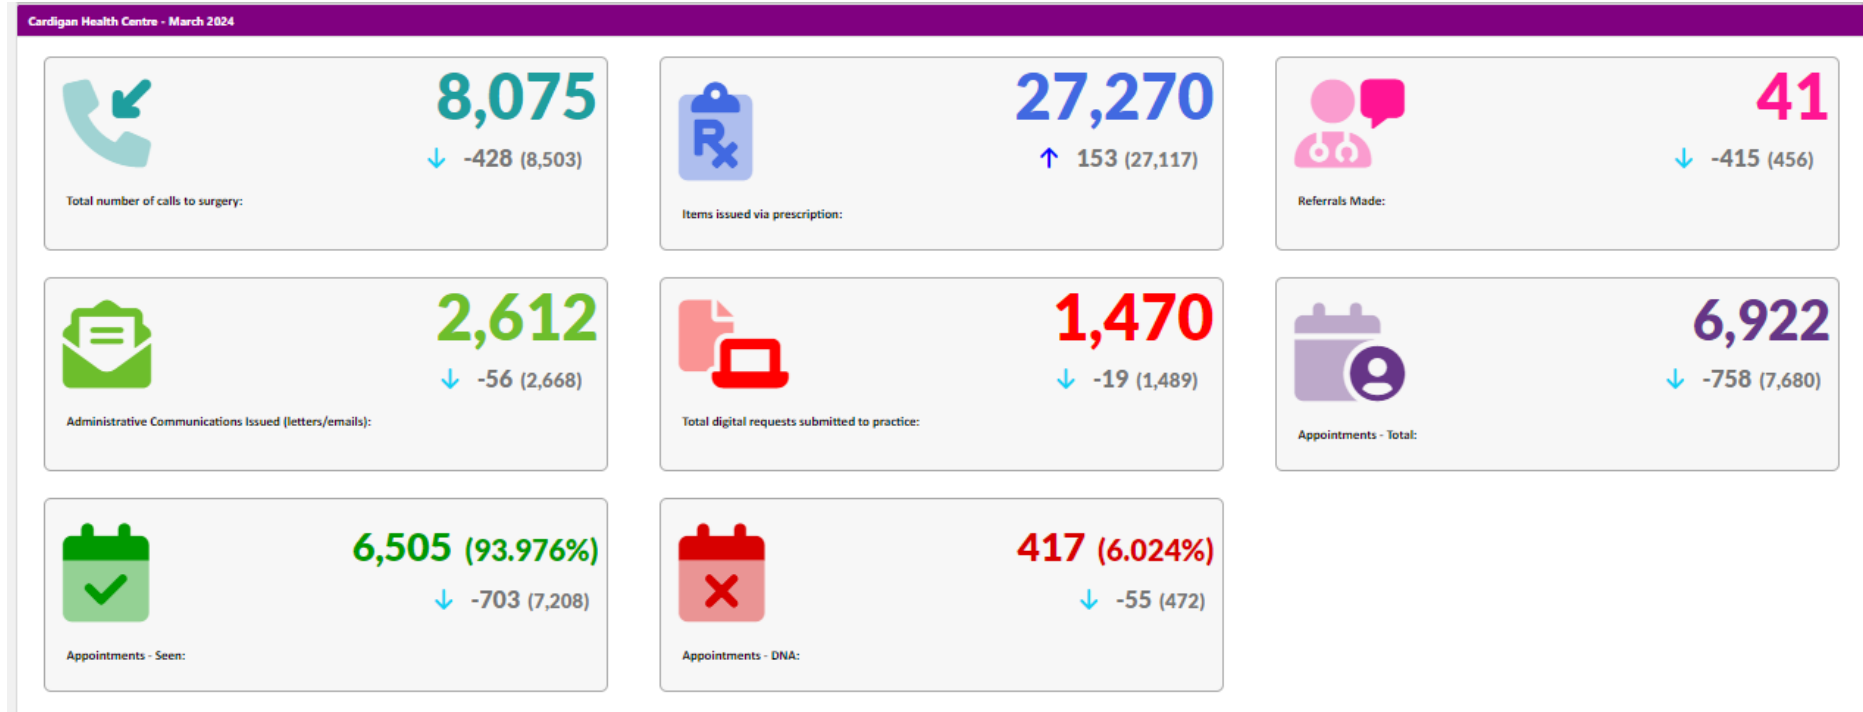 Cardigan Health Centre - March 2024
8,075
-428 (8,503)
Total number of calls to surgery:
Rx
27,270
153 (27,117)
Items issued via prescription:
41
-415 (456)
Referrals Made:
2,612
-56 (2,668)
Administrative Communications Issued (letters/emails):
1,470
-19 (1,489)
Total digital requests submitted to practice:
6,922
-758 (7,680)
Appointments - Total:
6,505 (93.976%)
-703 (7,208)
Appointments - Seen:
417 (6.024%)
-55 (472)
Appointments - DNA: